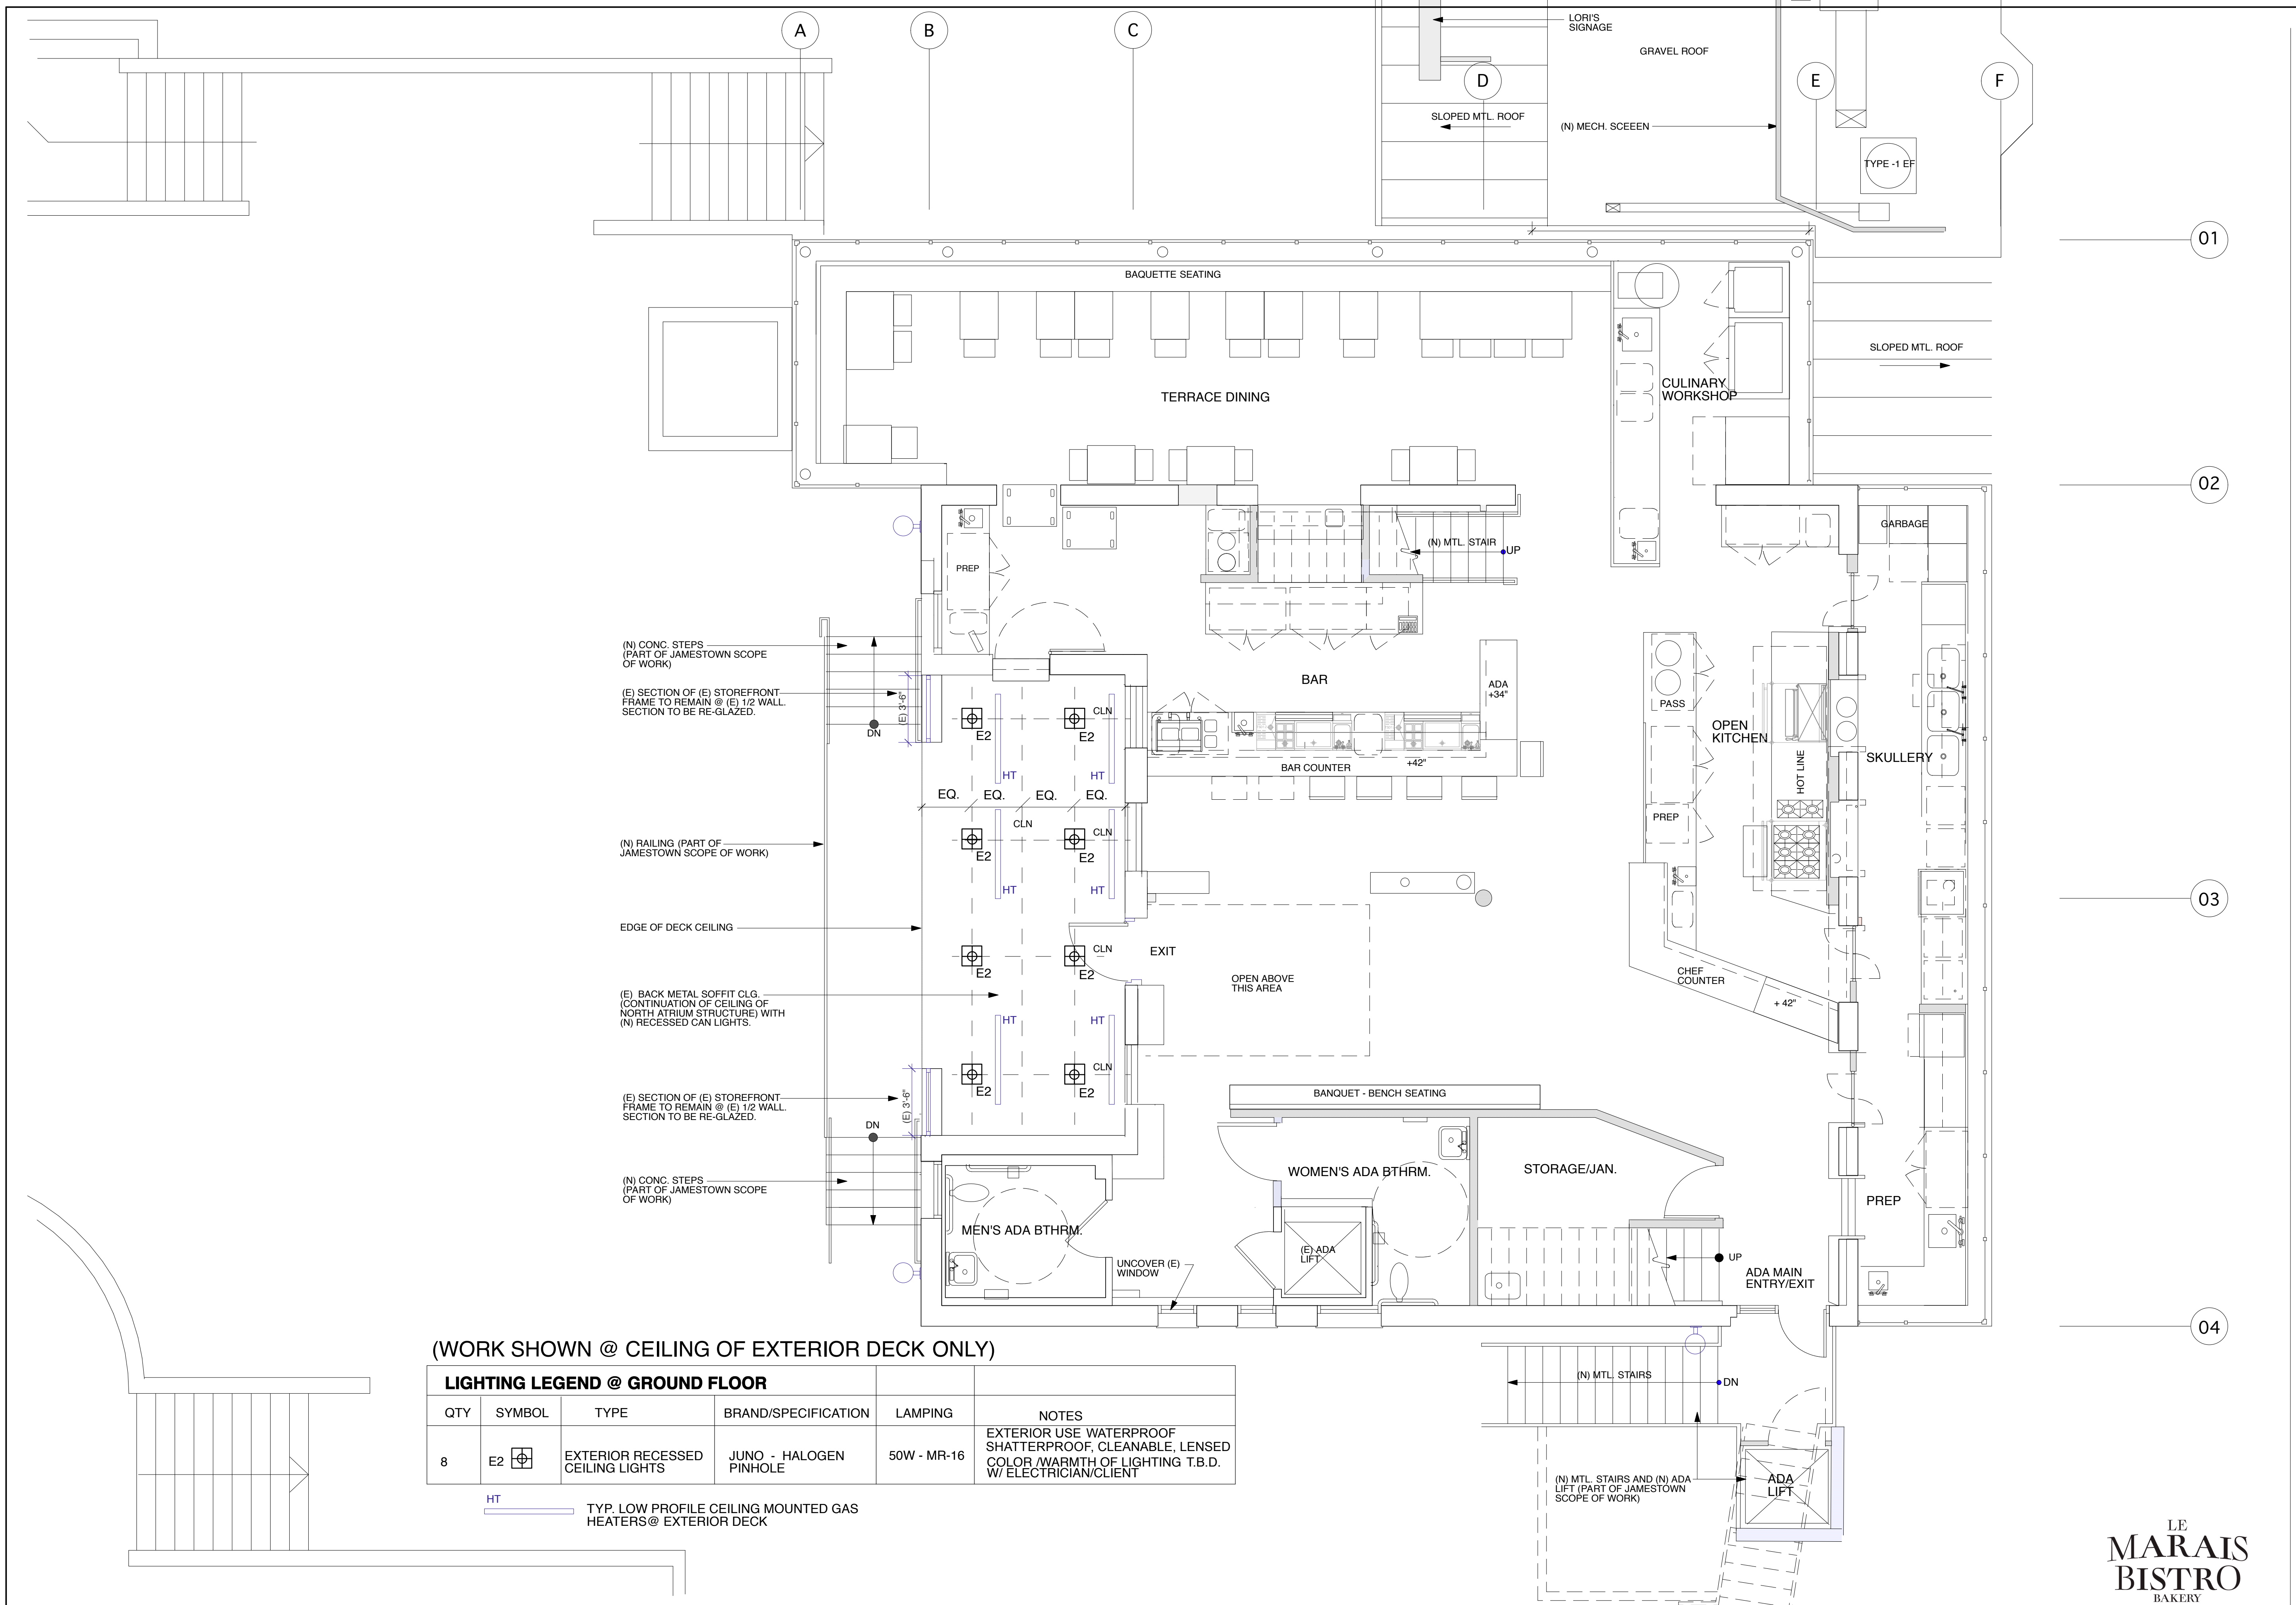 A
B
C
D
E
F
LORI'S
SIGNAGE
GRAVEL ROOF
SLOPED MTL. ROOF
(N) MECH. SCEEEN
TYPE -1 EF
01
BAQUETTE SEATING
SLOPED MTL. ROOF
CULINARY
WORKSHOP
TERRACE DINING
02
GARBAGE
(N) MTL. STAIR
UP
PREP
(N) CONC. STEPS
(PART OF JAMESTOWN SCOPE
OF WORK)
(E) SECTION OF (E) STOREFRONT
FRAME TO REMAIN @ (E) 1/2 WALL.
SECTION TO BE RE-GLAZED.
(E) 3'-6"
DN
BAR
ADA
+34"
PASS
OPEN
KITCHEN
HOT LINE
SKULLERY
CLN
E2
E2
HT
HT
BAR COUNTER
+42"
EQ.
EQ.
EQ.
EQ.
CLN
CLN
E2
E2
PREP
(N) RAILING (PART OF
JAMESTOWN SCOPE OF WORK)
HT
HT
03
EDGE OF DECK CEILING
CLN
E2
E2
EXIT
OPEN ABOVE
THIS AREA
CHEF
COUNTER
+ 42"
(E)  BACK METAL SOFFIT CLG.
(CONTINUATION OF CEILING OF
NORTH ATRIUM STRUCTURE) WITH
(N) RECESSED CAN LIGHTS.
HT
HT
CLN
E2
E2
(E) SECTION OF (E) STOREFRONT
FRAME TO REMAIN @ (E) 1/2 WALL.
SECTION TO BE RE-GLAZED.
(E) 3'-6"
DN
BANQUET - BENCH SEATING
WOMEN'S ADA BTHRM.
STORAGE/JAN.
(N) CONC. STEPS
(PART OF JAMESTOWN SCOPE
OF WORK)
PREP
MEN'S ADA BTHRM.
(E) ADA
LIFT
UNCOVER (E)
WINDOW
UP
ADA MAIN
ENTRY/EXIT
04
(WORK SHOWN @ CEILING OF EXTERIOR DECK ONLY)
LIGHTING LEGEND @ GROUND FLOOR
QTY SYMBOL TYPE BRAND/SPECIFICATION LAMPING NOTES
8 E2 EXTERIOR RECESSED
CEILING LIGHTS
JUNO - HALOGEN
PINHOLE
50W - MR-16
EXTERIOR USE WATERPROOF
SHATTERPROOF, CLEANABLE, LENSED
COLOR /WARMTH OF LIGHTING T.B.D.
W/ ELECTRICIAN/CLIENT
HT
TYP. LOW PROFILE CEILING MOUNTED GAS
HEATERS@ EXTERIOR DECK
(N) MTL. STAIRS
DN
(N) MTL. STAIRS AND (N) ADA
LIFT (PART OF JAMESTOWN
SCOPE OF WORK)
ADA
LIFT
LE
MARAIS
BISTRO
BAKERY